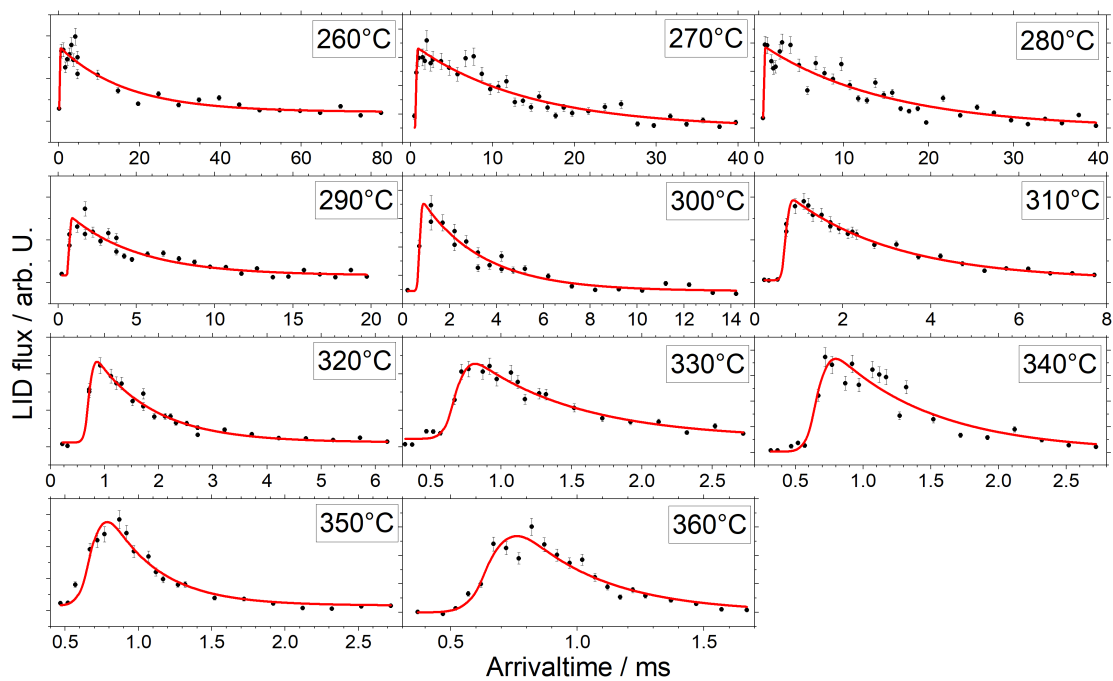 260°C
270°C
280°C
0 20 40 60 80
0 10 20 30 40
0 10 20 30 40
290°C
300°C
310°C
0 5 10 15 20
0 2 4 6 8 10 12 14
0 2 4 6 8
LID flux / arb. U.
320°C
330°C
340°C
0 1 2 3 4 5 6
0.5 1.0 1.5 2.0 2.5
0.5 1.0 1.5 2.0 2.5
350°C
360°C
0.5 1.0 1.5 2.0 2.5
0.5 1.0 1.5
Arrivaltime / ms